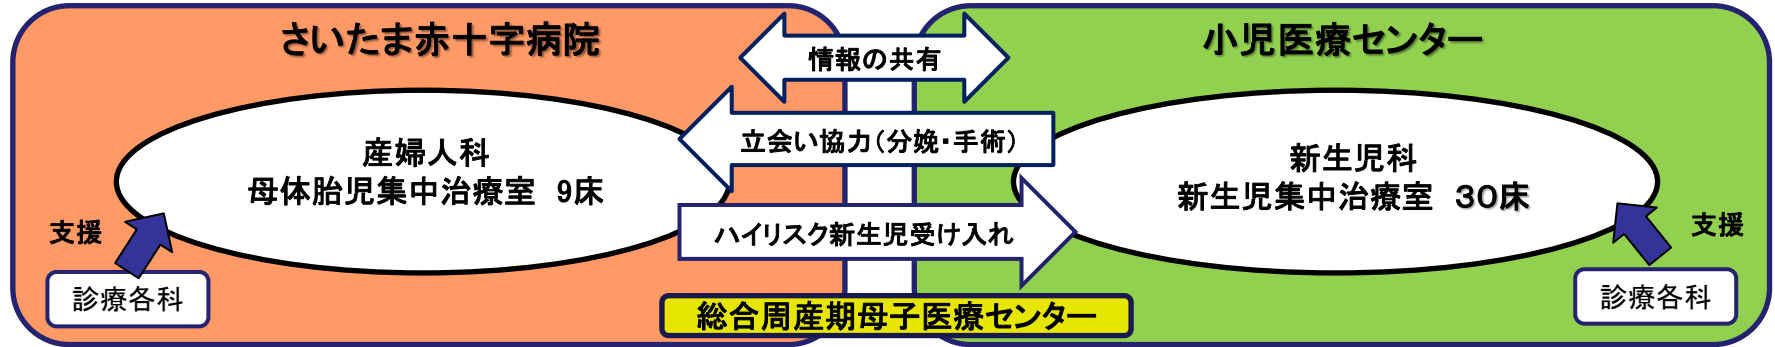 さいたま赤十字病院
小児医療センター
情報の共有
立会い協力（分娩・手術）
産婦人科
母体胎児集中治療室　9床
新生児科
新生児集中治療室　３０床
ハイリスク新生児受け入れ
支援
支援
診療各科
診療各科
総合周産期母子医療センター